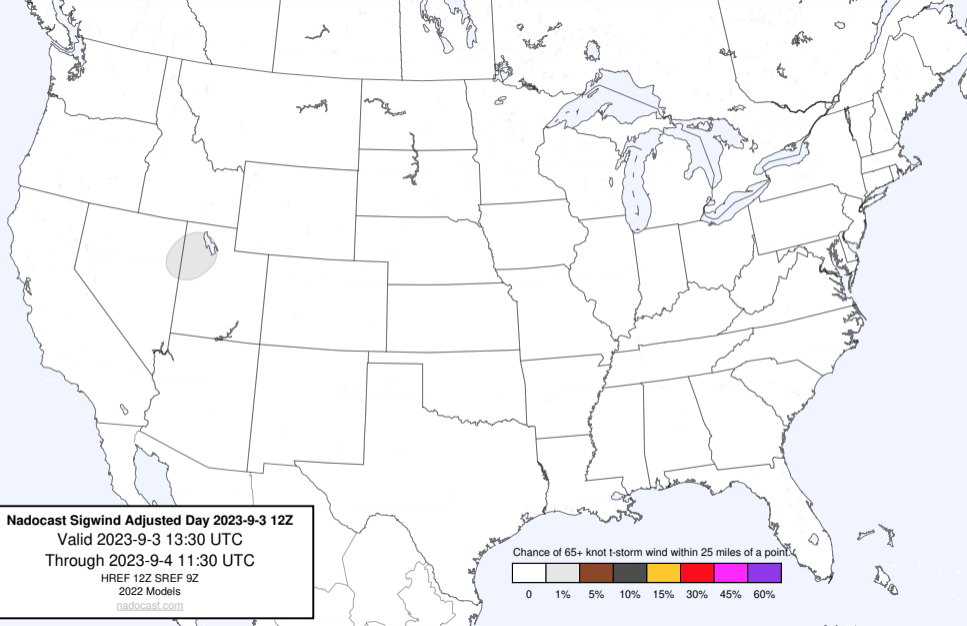 Nadocast Sigwind Adjusted Day 2023-9-3 12Z
Valid 2023-9-3 13:30 UTC
Through 2023-9-4 11:30 UTC
HREF 12Z SREF 9Z
2022 Models
nadocast.com
Chance of 65+ knot t-storm wind within 25 miles of a point.
0 1% 5% 10% 15% 30% 45% 60%